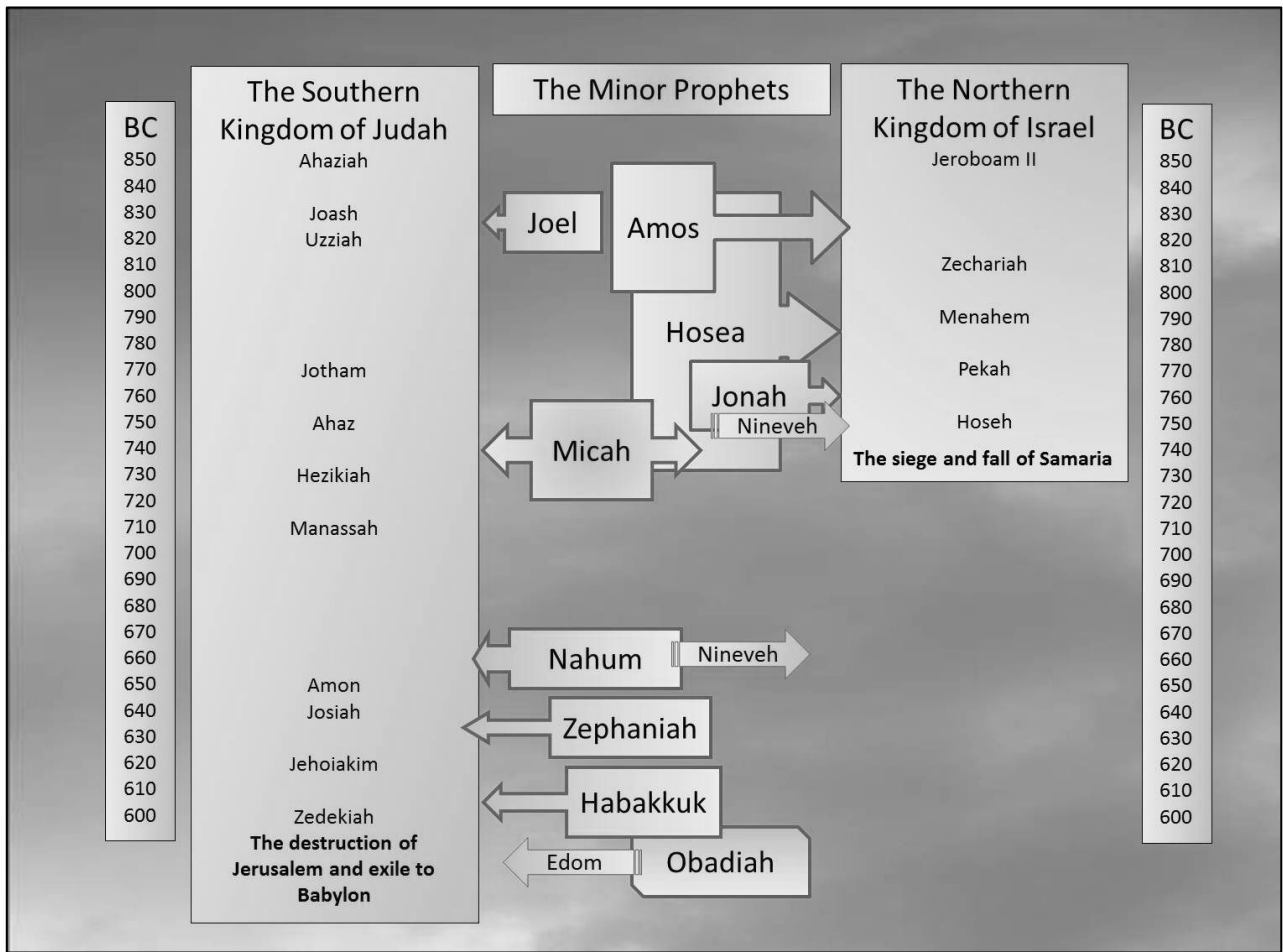 The Minor Prophets
BC
850
840
830
820
810
800
790
780
770
760
750
740
730
720
710
700
690
680
670
660
650
640
630
620
610
600
The Southern
Kingdom of Judah
Ahaziah
Joash
Uzziah
Jotham
Ahaz
Hezikiah
Manassah
Amon
Josiah
Jehoiakim
Zedekiah
The destruction of
Jerusalem and exile to
Babylon
Joel
Amos
Hosea
Jonah
Nineveh
Micah
Nahum
Nineveh
Zephaniah
Habakkuk
Edom
Obadiah
The Northern
Kingdom of Israel
Jeroboam II
Zechariah
Menahem
Pekah
Hoseh
The siege and fall of Samaria
BC
850
840
830
820
810
800
790
780
770
760
750
740
730
720
710
700
690
680
670
660
650
640
630
620
610
600